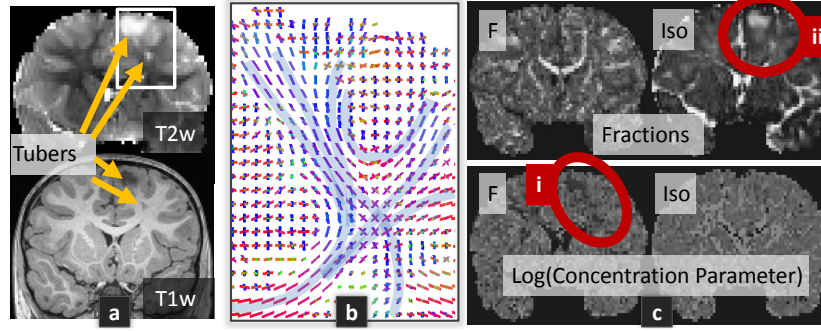 T2w
Tubers
T1w
a
b
F
Iso
ii
Fractions
F
i
Iso
Log(Concentration Parameter)
c